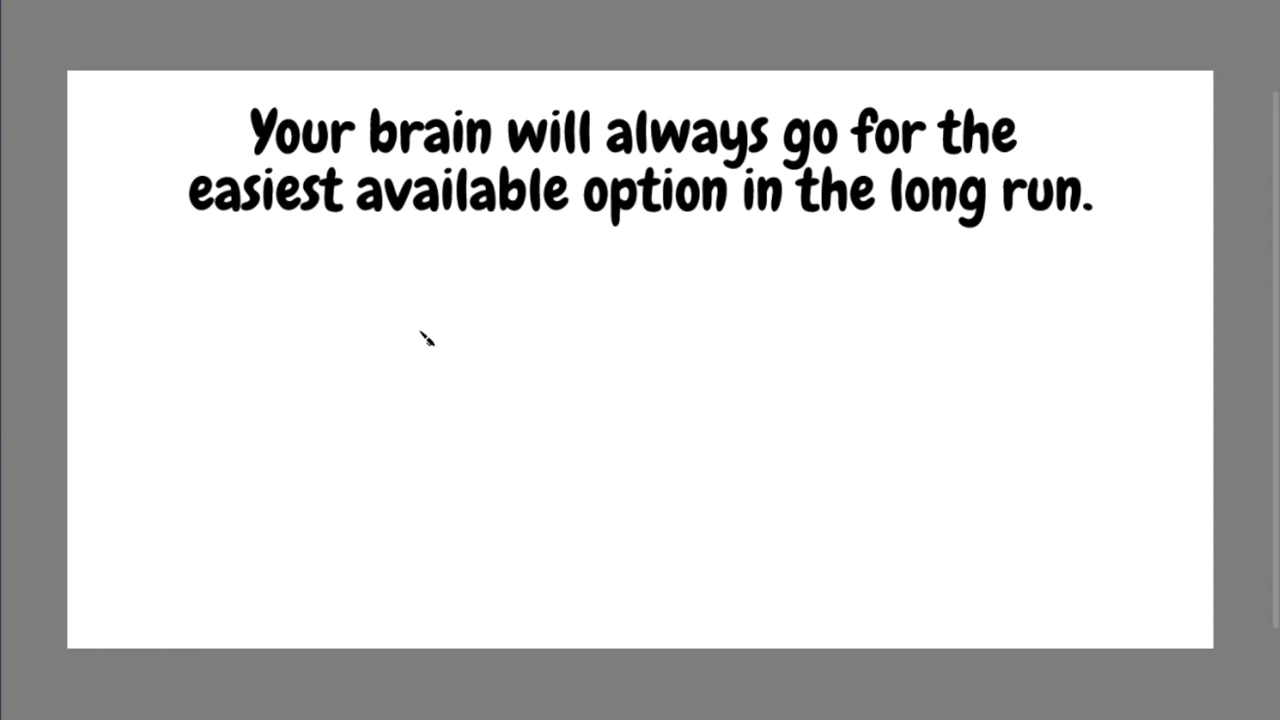 Your brain will always go for the
easiest available option in the long run.